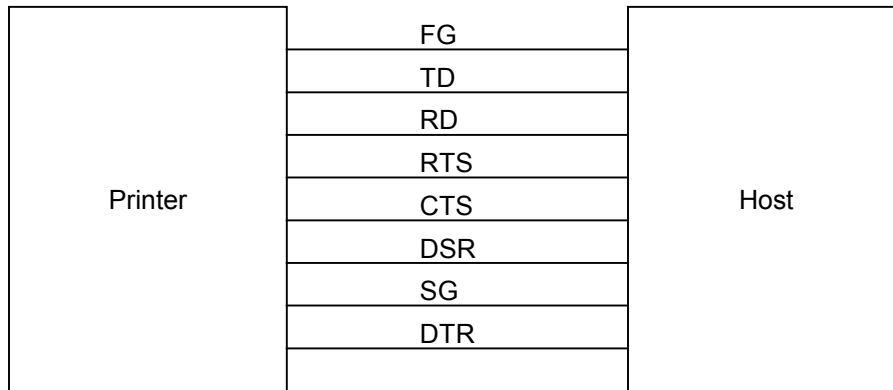 FG
TD
RD
RTS
Printer
CTS
Host
DSR
SG
DTR